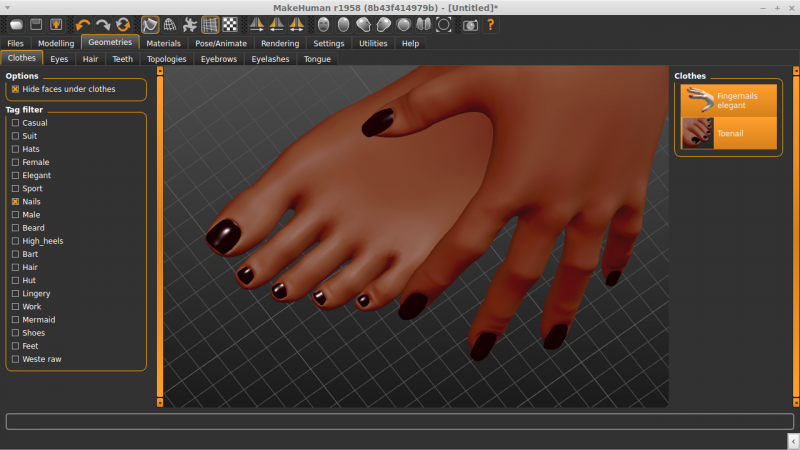 MakeHuman r1958 (8b43f414979b) - [Untitled]*
Files Modelling Geometries Materials Pose/Animate Rendering Settings Utilities Help
Clothes Eyes Hair Teeth Topologies Eyebrows Eyelashes Tongue
Options
Hide faces under clothes
Tag filter
Casual
Suit
Hats
Female
Elegant
Sport
Nails
Male
Beard
High_heels
Bart
Hair
Hut
Lingery
Work
Mermaid
Shoes
Feet
Weste raw
Clothes
Fingernails
elegant
Toenail